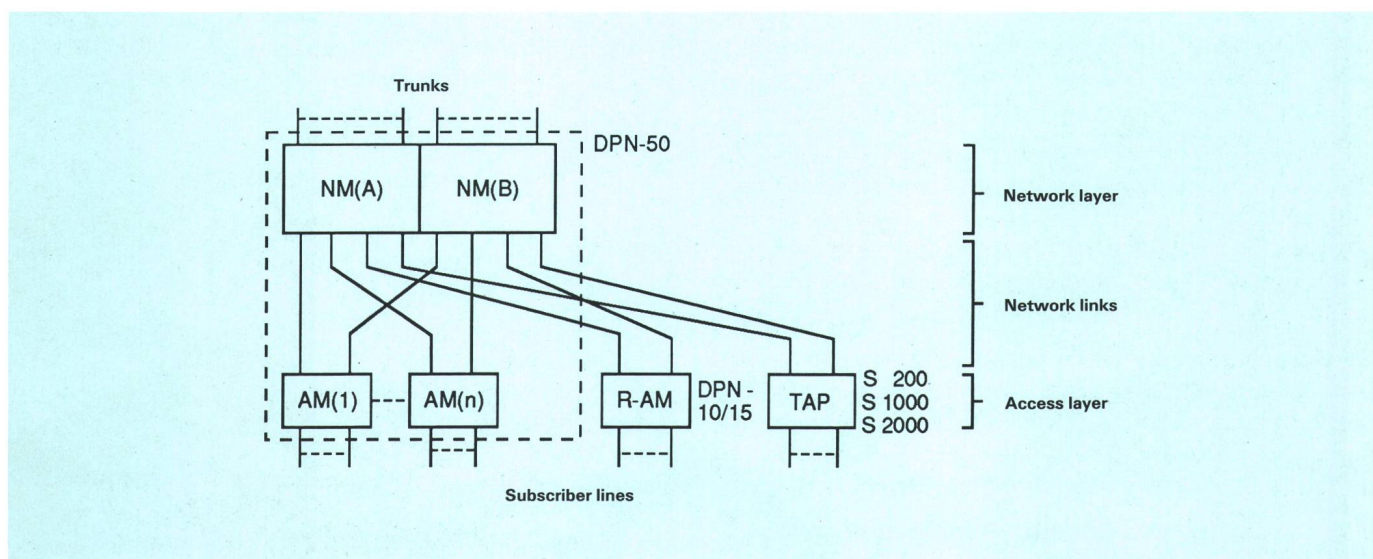 Trunks
DPN-50
NM(A)
NM(B)
Network layer
Network links
AM(1)
AM(n)
R-AM
DPN -
10/15
TAP
S 200
S 1000
S 2000
Access layer
Subscriber lines